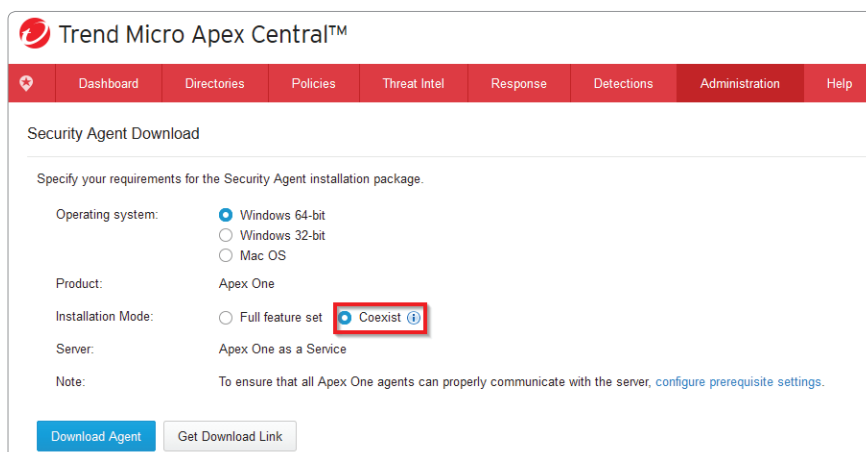 Trend Micro Apex Central™
Dashboard Directories Policies Threat Intel Response Detections Administration Help
Security Agent Download
Specify your requirements for the Security Agent installation package.
Operating system: Windows 64-bit
Windows 32-bit
Mac OS
Product: Apex One
Installation Mode: Full feature set Coexist
Server: Apex One as a Service
Note: To ensure that all Apex One agents can properly communicate with the server, configure prerequisite settings.
Download Agent Get Download Link